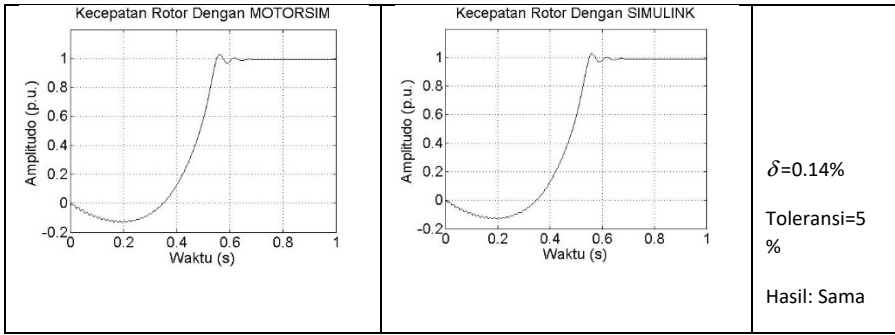 Kecepatan Rotor Dengan MOTORSIM
Amplitudo (p.u.)
1
0.8
0.6
0.4
0.2
0
-0.2
0 0.2 0.4 0.6 0.8 1
Waktu (s)
Kecepatan Rotor Dengan SIMULINK
Amplitudo (p.u.)
1
0.8
0.6
0.4
0.2
0
-0.2
0 0.2 0.4 0.6 0.8 1
Waktu (s)
δ=0.14%
Toleransi=5
%
Hasil: Sama